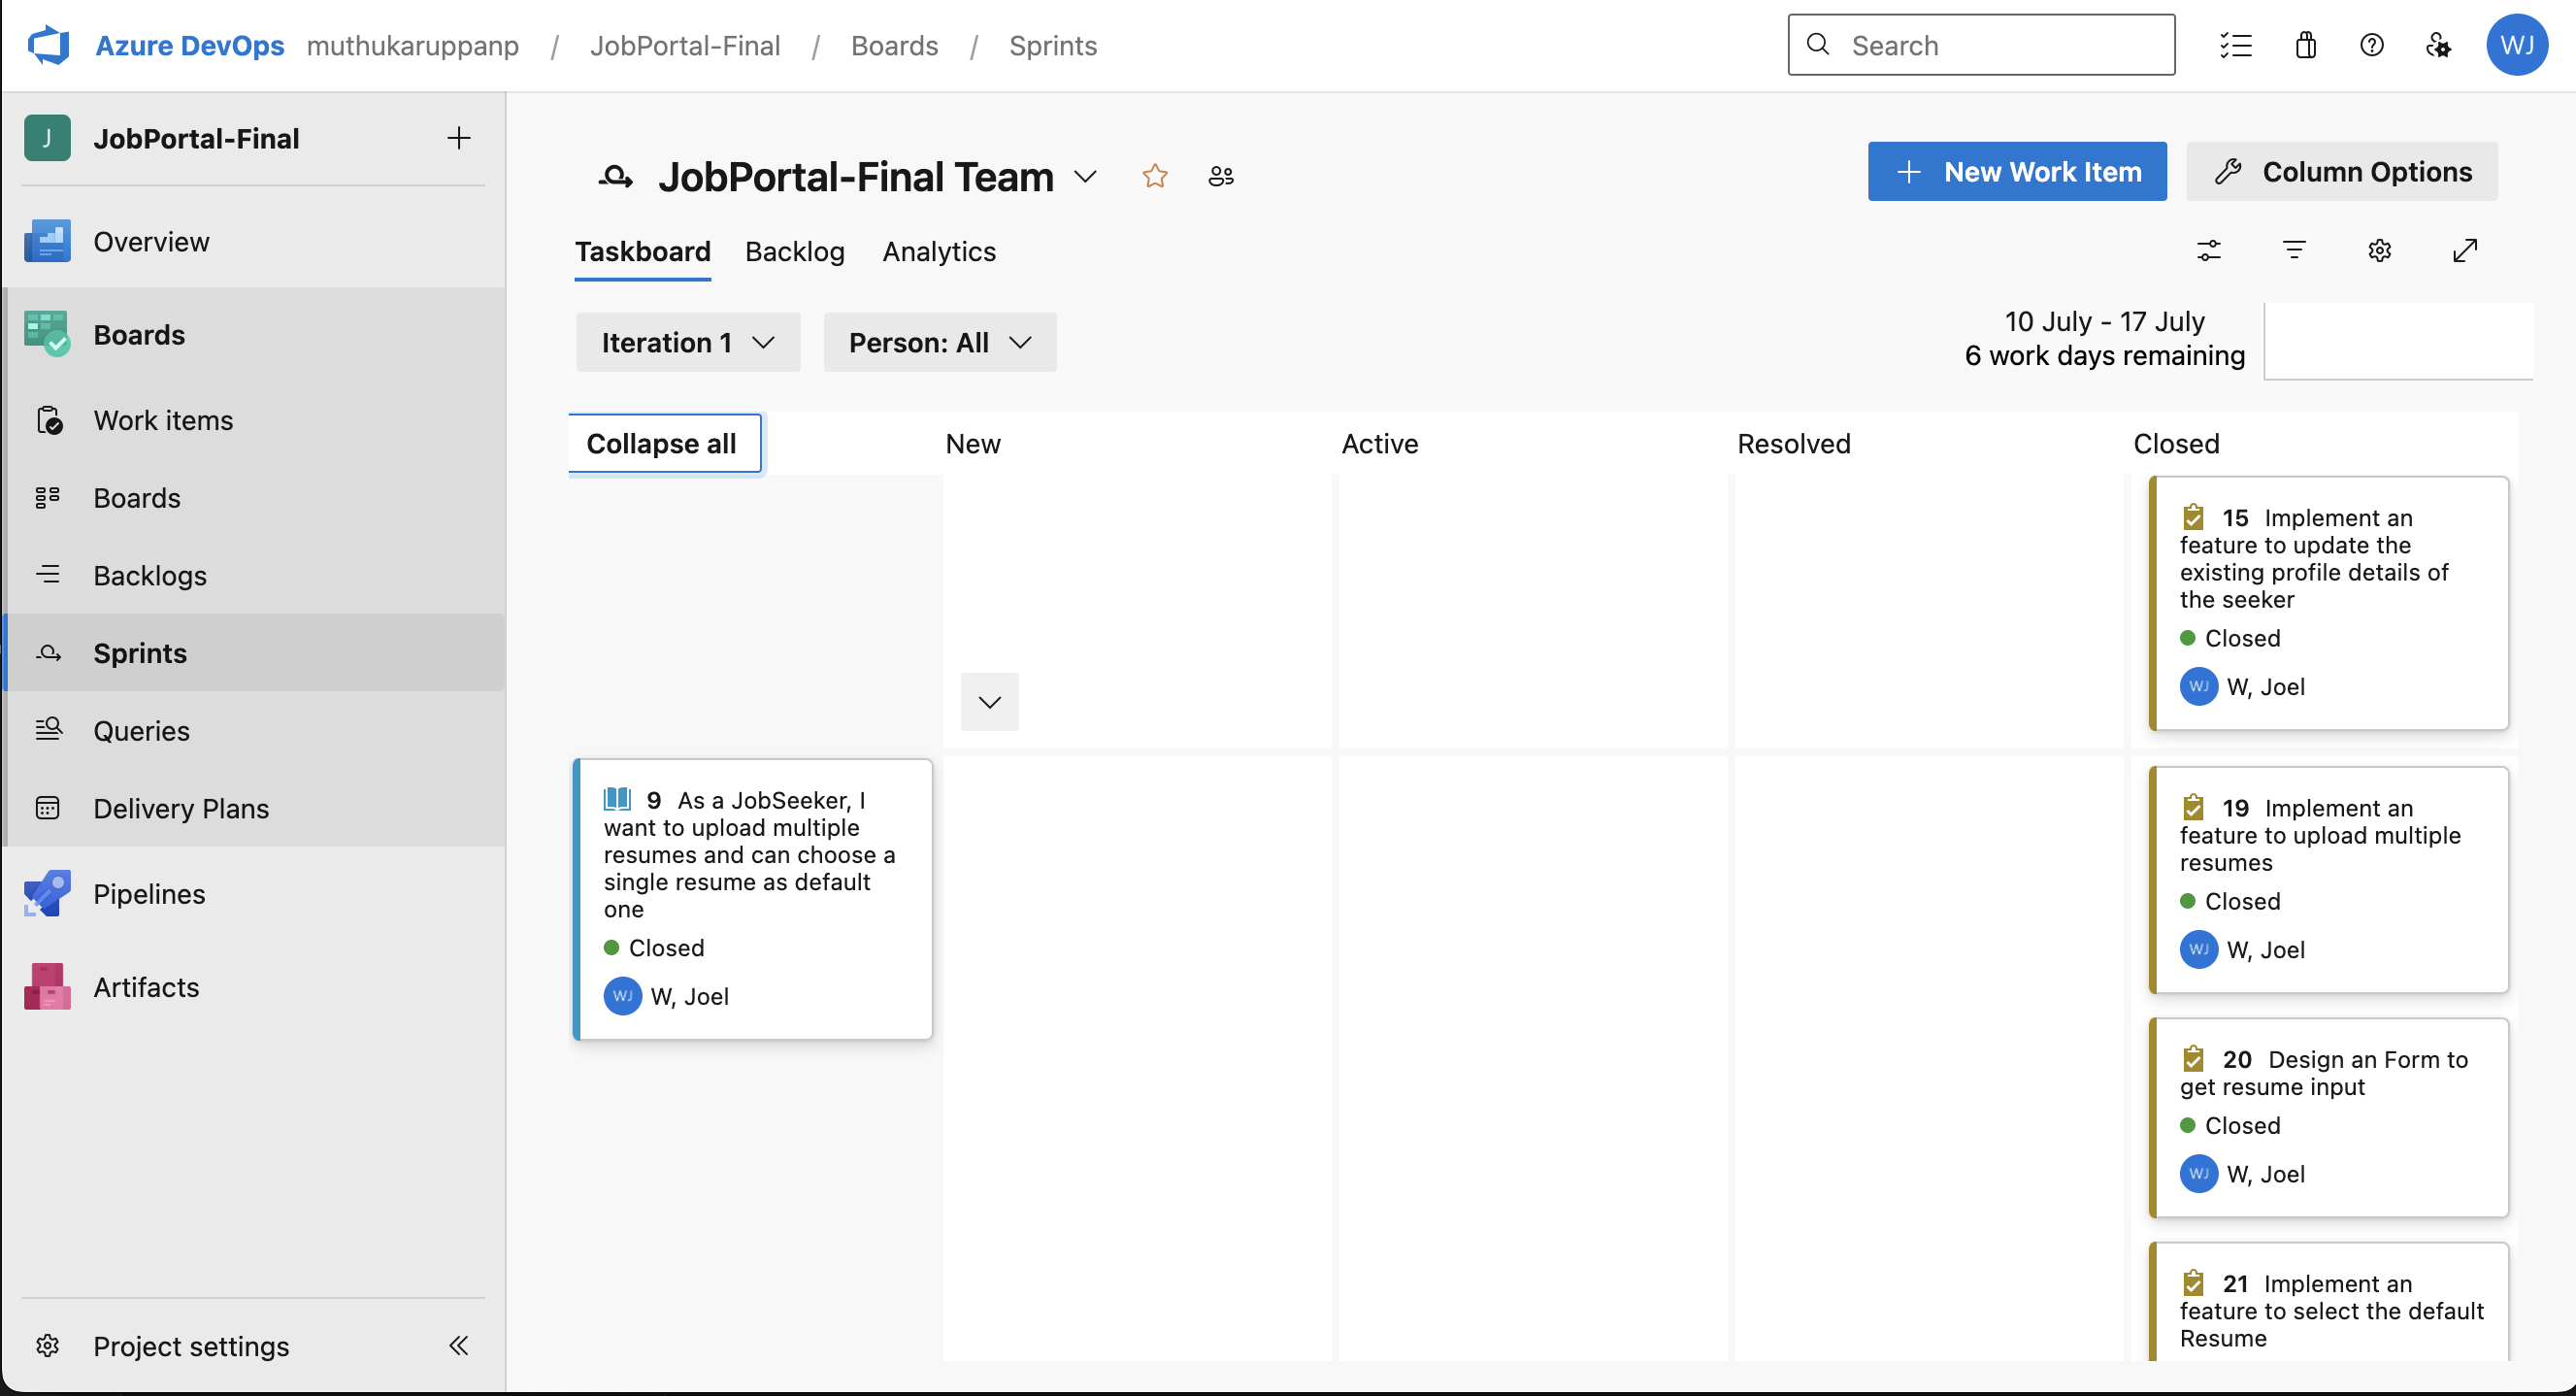 Azure DevOps muthukaruppanp / JobPortal-Final / Boards / Sprints
Search
WJ
J JobPortal-Final
Overview
Boards
Work items
Boards
Backlogs
Sprints
Queries
Delivery Plans
Pipelines
Artifacts
Project settings
JobPortal-Final Team
New Work Item
Column Options
Taskboard Backlog Analytics
Iteration 1
Person: All
10 July - 17 July
6 work days remaining
Collapse all New Active Resolved Closed
15 Implement an
feature to update the
existing profile details of
the seeker
Closed
WJ W, Joel
9 As a JobSeeker, I
want to upload multiple
resumes and can choose a
single resume as default
one
Closed
WJ W, Joel
19 Implement an
feature to upload multiple
resumes
Closed
WJ W, Joel
20 Design an Form to
get resume input
Closed
WJ W, Joel
21 Implement an
feature to select the default
Resume